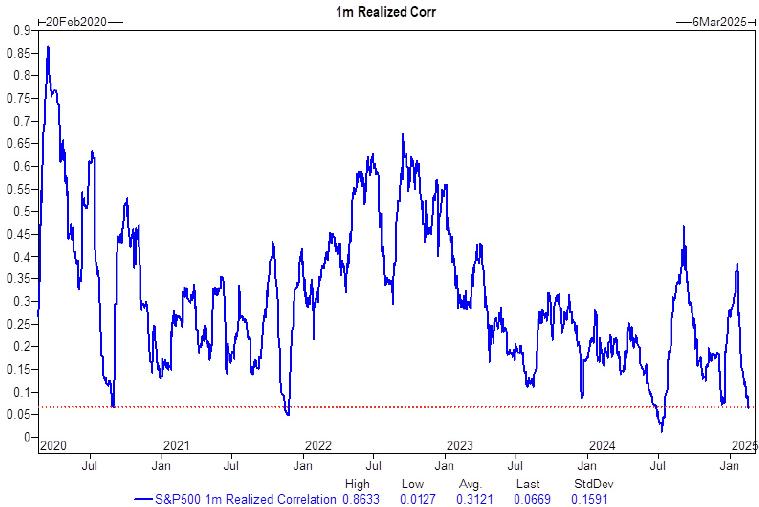 1m Realized Corr
20Feb2020
6Mar2025
0.9
0.85
0.8
0.75
0.7
0.65
0.6
0.55
0.5
0.45
0.4
0.35
0.3
0.25
0.2
0.15
0.1
0.05
0
2020 2021 2022 2023 2024 2025
Jul Jan Jul Jan Jul Jan Jul Jan Jul Jan
High Low Avg. Last StdDev
S&P500 1m Realized Correlation 0.8633 0.0127 0.3121 0.0669 0.1591